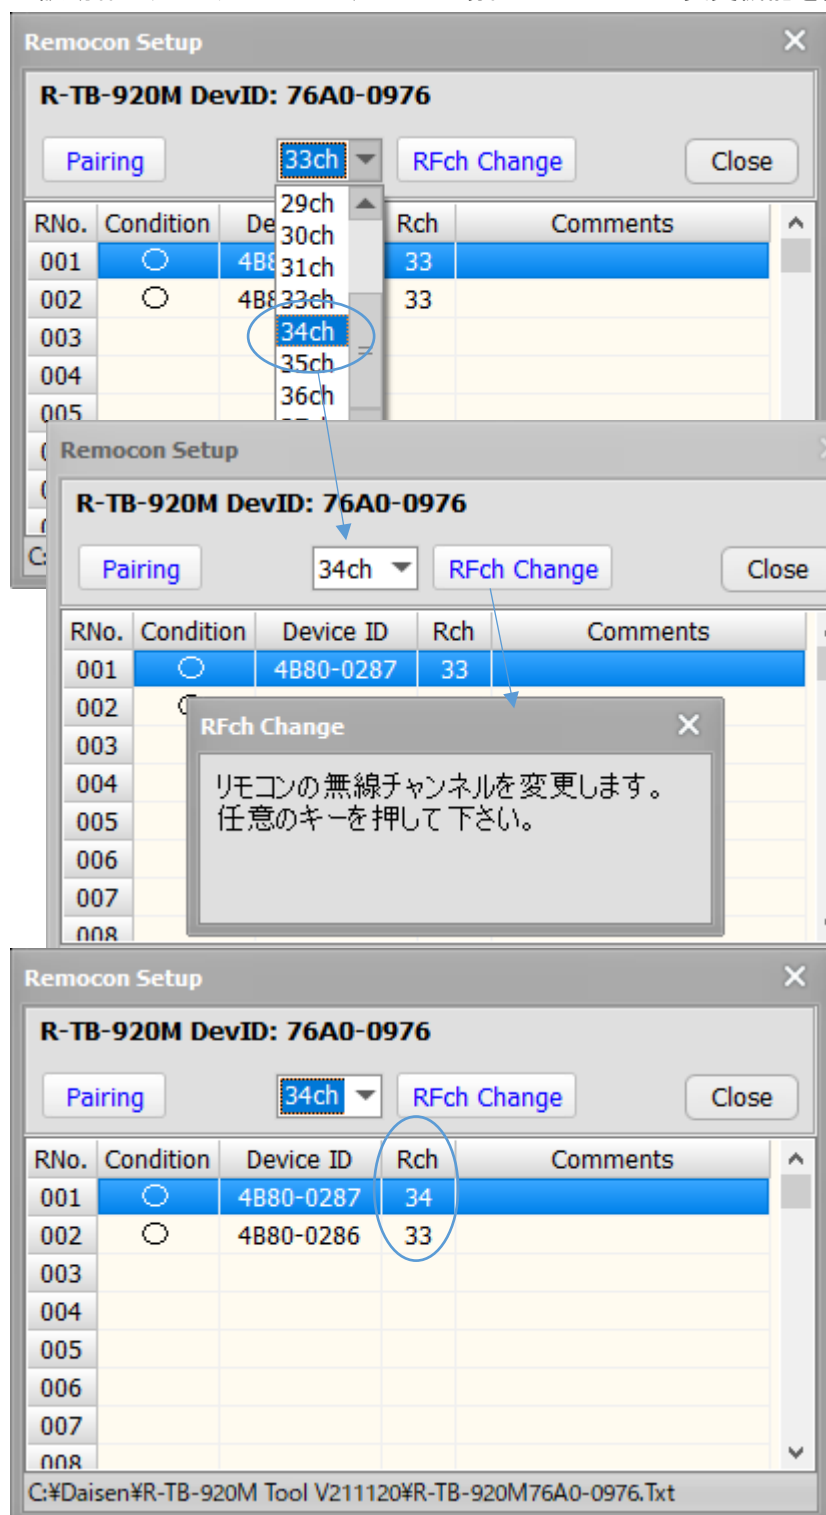 Remocon Setup
R-TB-920M DevID: 76A0-0976
Pairing 33ch RFch Change Close
RNo. Condition Rch Comments
29ch
30ch
31ch
33ch
34ch
35ch
36ch
001 33
002 33
003
004
005
Remocon Setup
R-TB-920M DevID: 76A0-0976
Pairing 34ch RFch Change Close
RNo. Condition Device ID Rch Comments
001 4B80-0287 33
002
003
004
005
006
007
008
RFch Change
リモコンの無線チャンネルを変更します。
任意のキーを押して下さい。
Remocon Setup
R-TB-920M DevID: 76A0-0976
Pairing 34ch RFch Change Close
RNo. Condition Device ID Rch Comments
001 4B80-0287 34
002 4B80-0286 33
003
004
005
006
007
008
C:¥Daisen¥R-TB-920M Tool V211120¥R-TB-920M76A0-0976.Txt